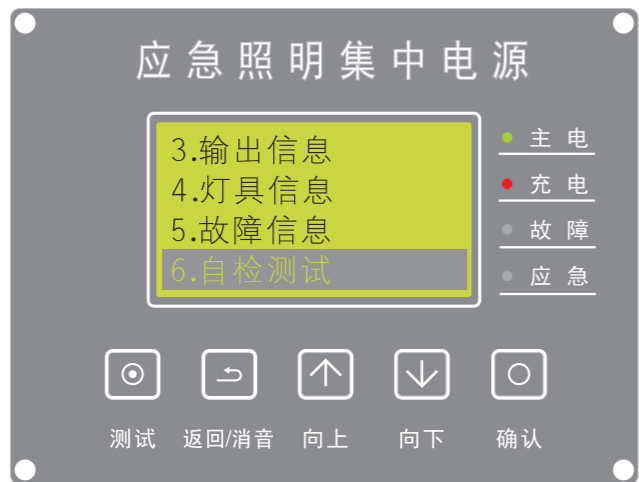 应急照明集中电源
3.输出信息
4.灯具信息
5.故障信息
6.自检测试
主电
充电
故障
应急
测试
返回/消音
向上
向下
确认